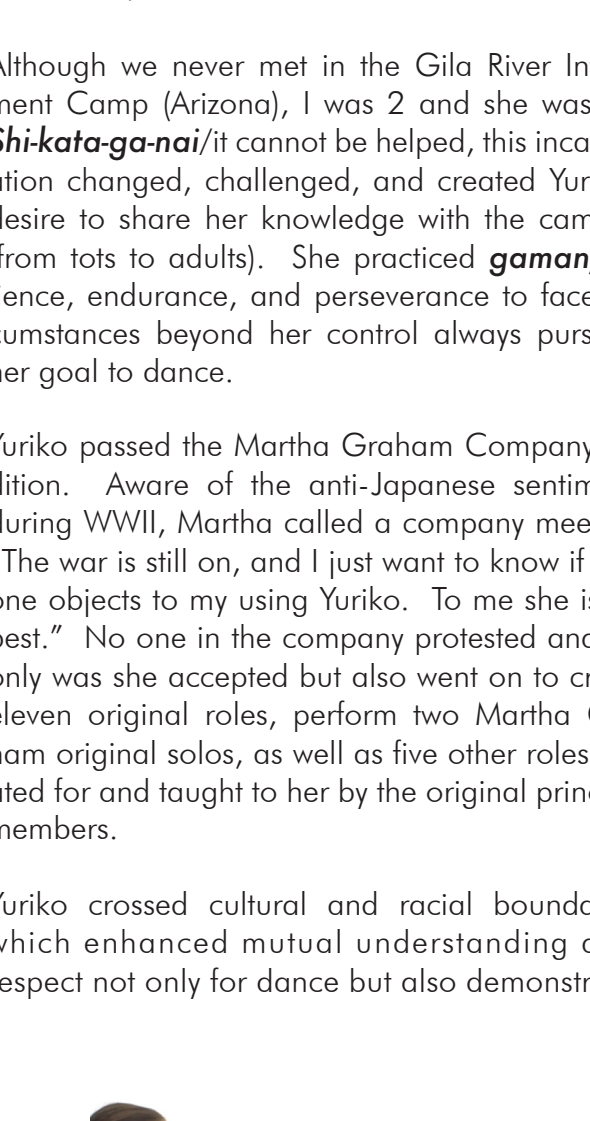 Although we never met in the Gila River In
ment Camp (Arizona), I was 2 and she was
Shi-kata-ga-nai/it cannot be helped, this inca
ation changed, challenged, and created Yur
desire to share her knowledge with the cam
from tots to adults). She practiced gaman,
ience, endurance, and perseverance to face
cumstances beyond her control always purs
her goal to dance.
Yuriko passed the Martha Graham Company
dition. Aware of the anti-Japanese sentim
during WWII, Martha called a company mee
"The war is still on, and I just want to know if
one objects to my using Yuriko. To me she is
best.” No one in the company protested and
only was she accepted but also went on to cr
eleven original roles, perform two Martha G
ham original solos, as well as five other roles
ated for and taught to her by the original prin
members.
Yuriko crossed cultural and racial bounda
which enhanced mutual understanding a
respect not only for dance but also demonstr